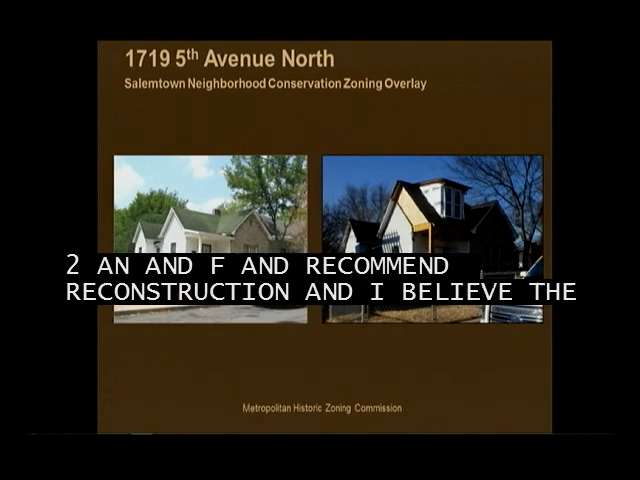 1719 5th Avenue North
Salemtown Neighborhood Conservation Zoning Overlay
2 AN AND F AND RECOMMEND
RECONSTRUCTION AND I BELIEVE THE
Metropolitan Historic Zoning Commission